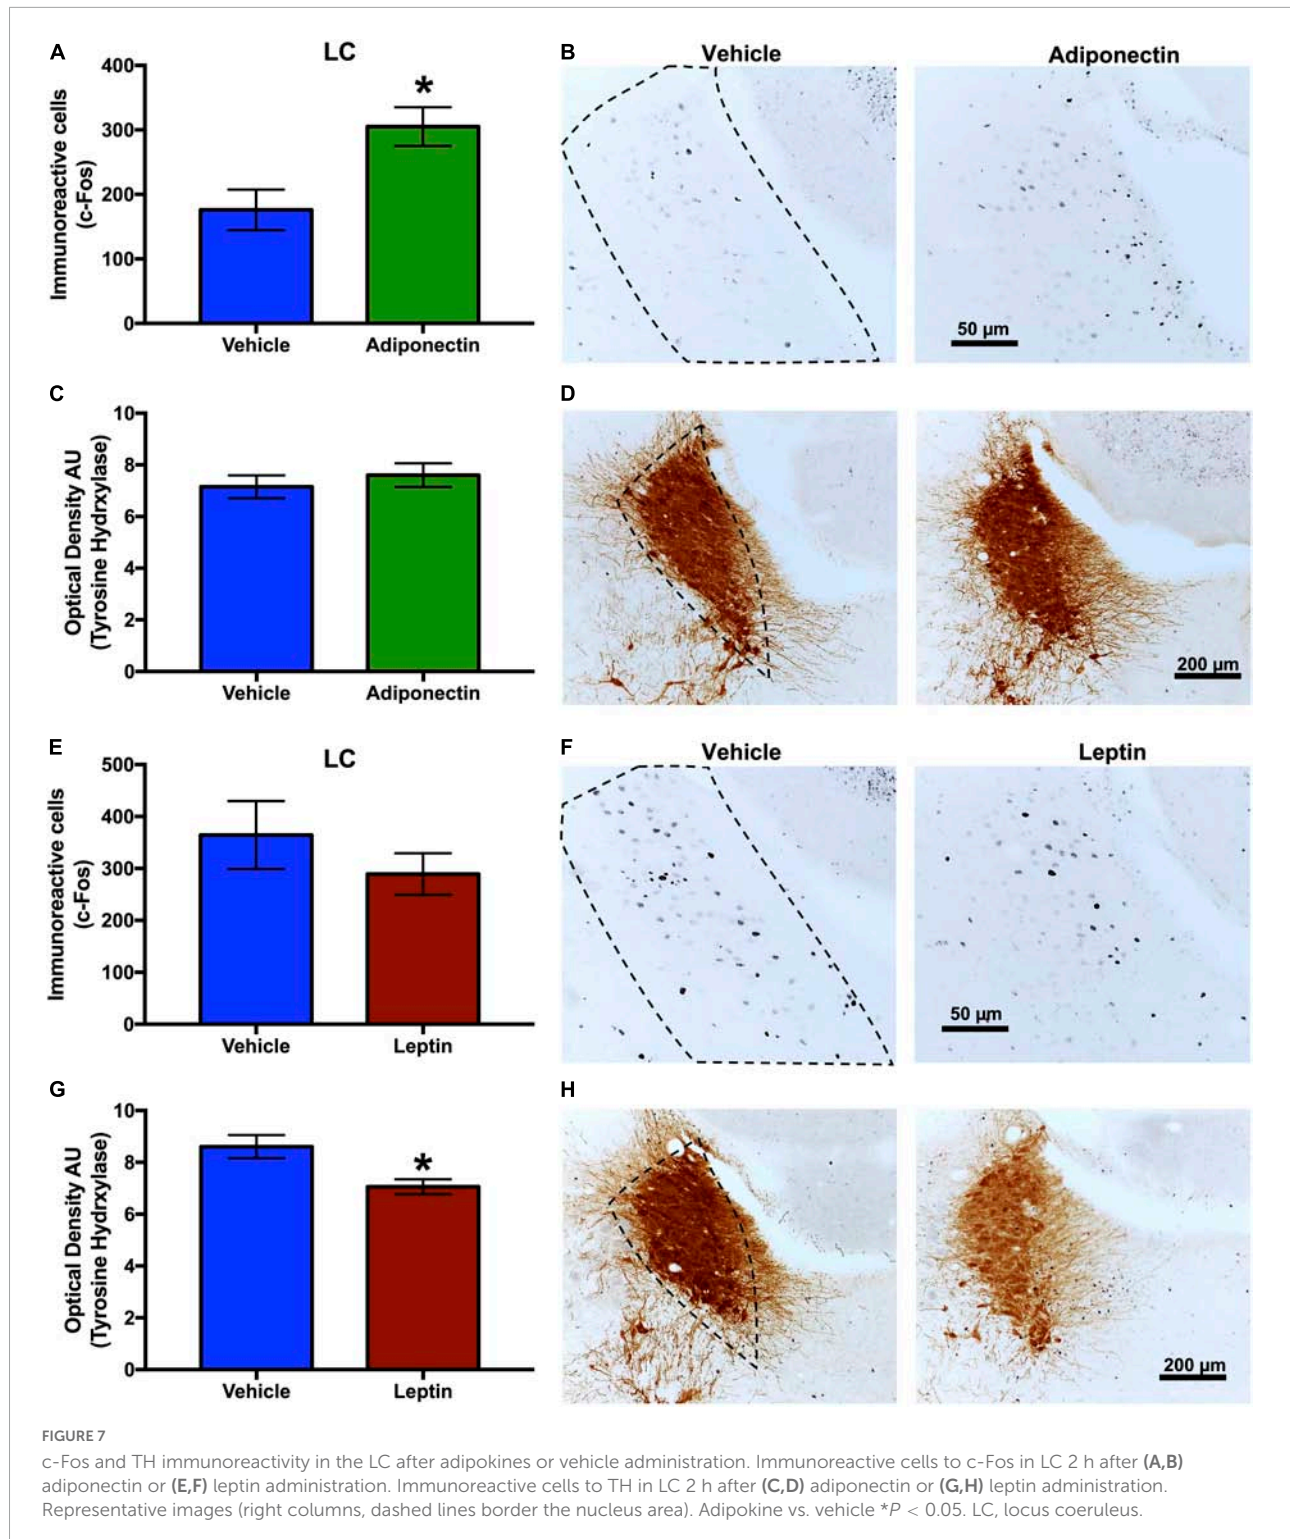 A
LC
400
300
200
100
0
Immunoreactive cells
(c-Fos)
*
Vehicle
Adiponectin
B
Vehicle
Adiponectin
50 µm
C
10
8
6
4
2
0
Optical Density AU
(Tyrosine Hydrxylase)
Vehicle
Adiponectin
D
200 µm
E
LC
500
400
300
200
100
0
Immunoreactive cells
(c-Fos)
Vehicle
Leptin
F
Vehicle
Leptin
50 µm
G
10
8
6
4
2
0
Optical Density AU
(Tyrosine Hydrxylase)
*
Vehicle
Leptin
H
200 µm
FIGURE 7
c-Fos and TH immunoreactivity in the LC after adipokines or vehicle administration. Immunoreactive cells to c-Fos in LC 2 h after (A,B)
adiponectin or (E,F) leptin administration. Immunoreactive cells to TH in LC 2 h after (C,D) adiponectin or (G,H) leptin administration.
Representative images (right columns, dashed lines border the nucleus area). Adipokine vs. vehicle *P < 0.05. LC, locus coeruleus.